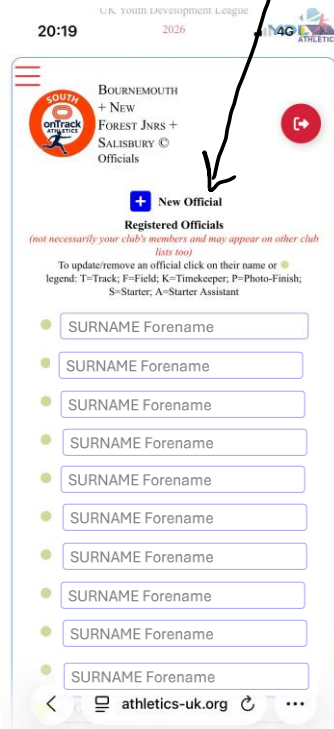 UK Youth Development League
20:19
2026
4G
ATHLETIC
SOUTH
onTrack
ATHLETICS
BOURNEMOUTH
+ NEW
FOREST JNRS +
SALISBURY ©
Officials
New Official
Registered Officials
(not necessarily your club's members and may appear on other club
lists too)
To update/remove an official click on their name or
legend: T=Track; F=Field; K=Timekeeper; P=Photo-Finish;
S=Starter; A=Starter Assistant
SURNAME Forename
SURNAME Forename
SURNAME Forename
SURNAME Forename
SURNAME Forename
SURNAME Forename
SURNAME Forename
SURNAME Forename
SURNAME Forename
SURNAME Forename
athletics-uk.org